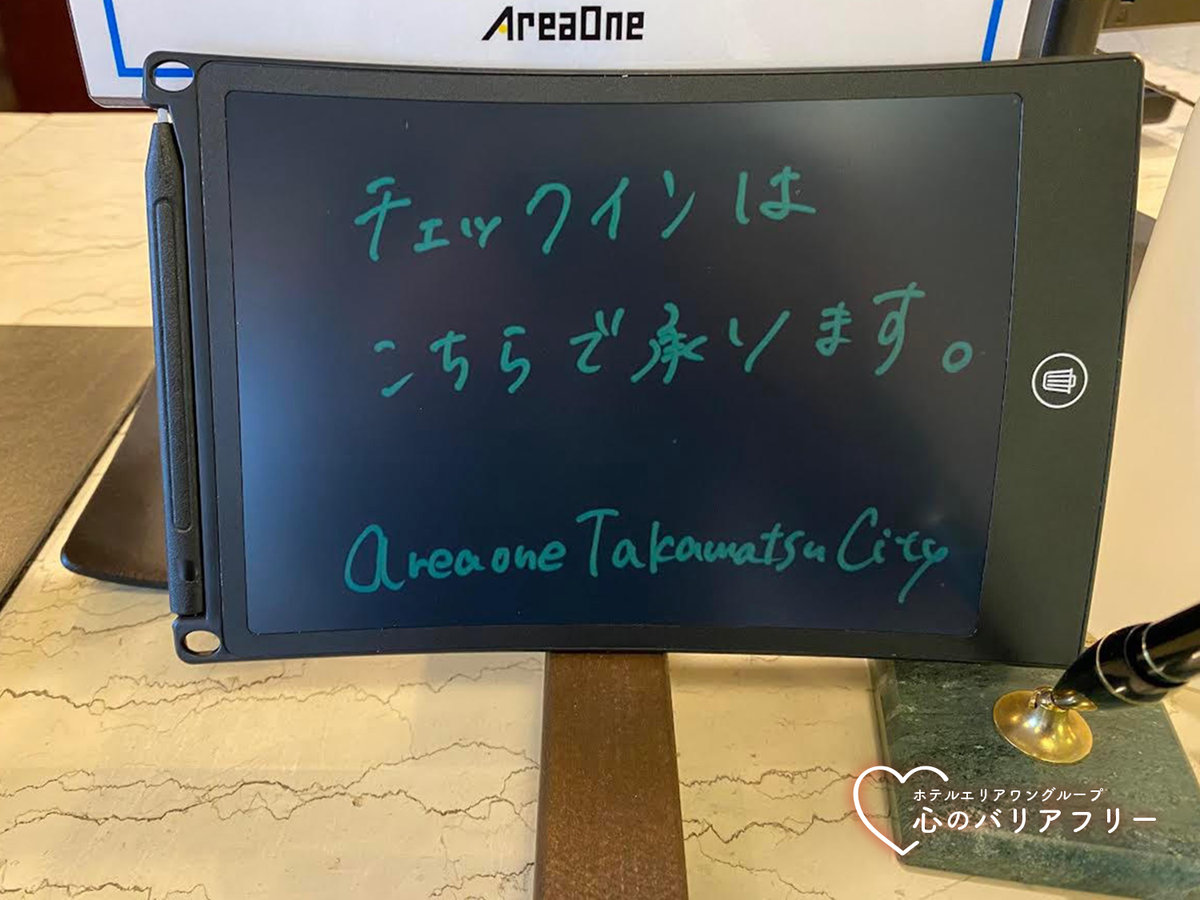 AreaOne
チェックインは
こちらで承ります。
areaone Takamatsu City
ホテルエリアワングループ
心のバリアフリー